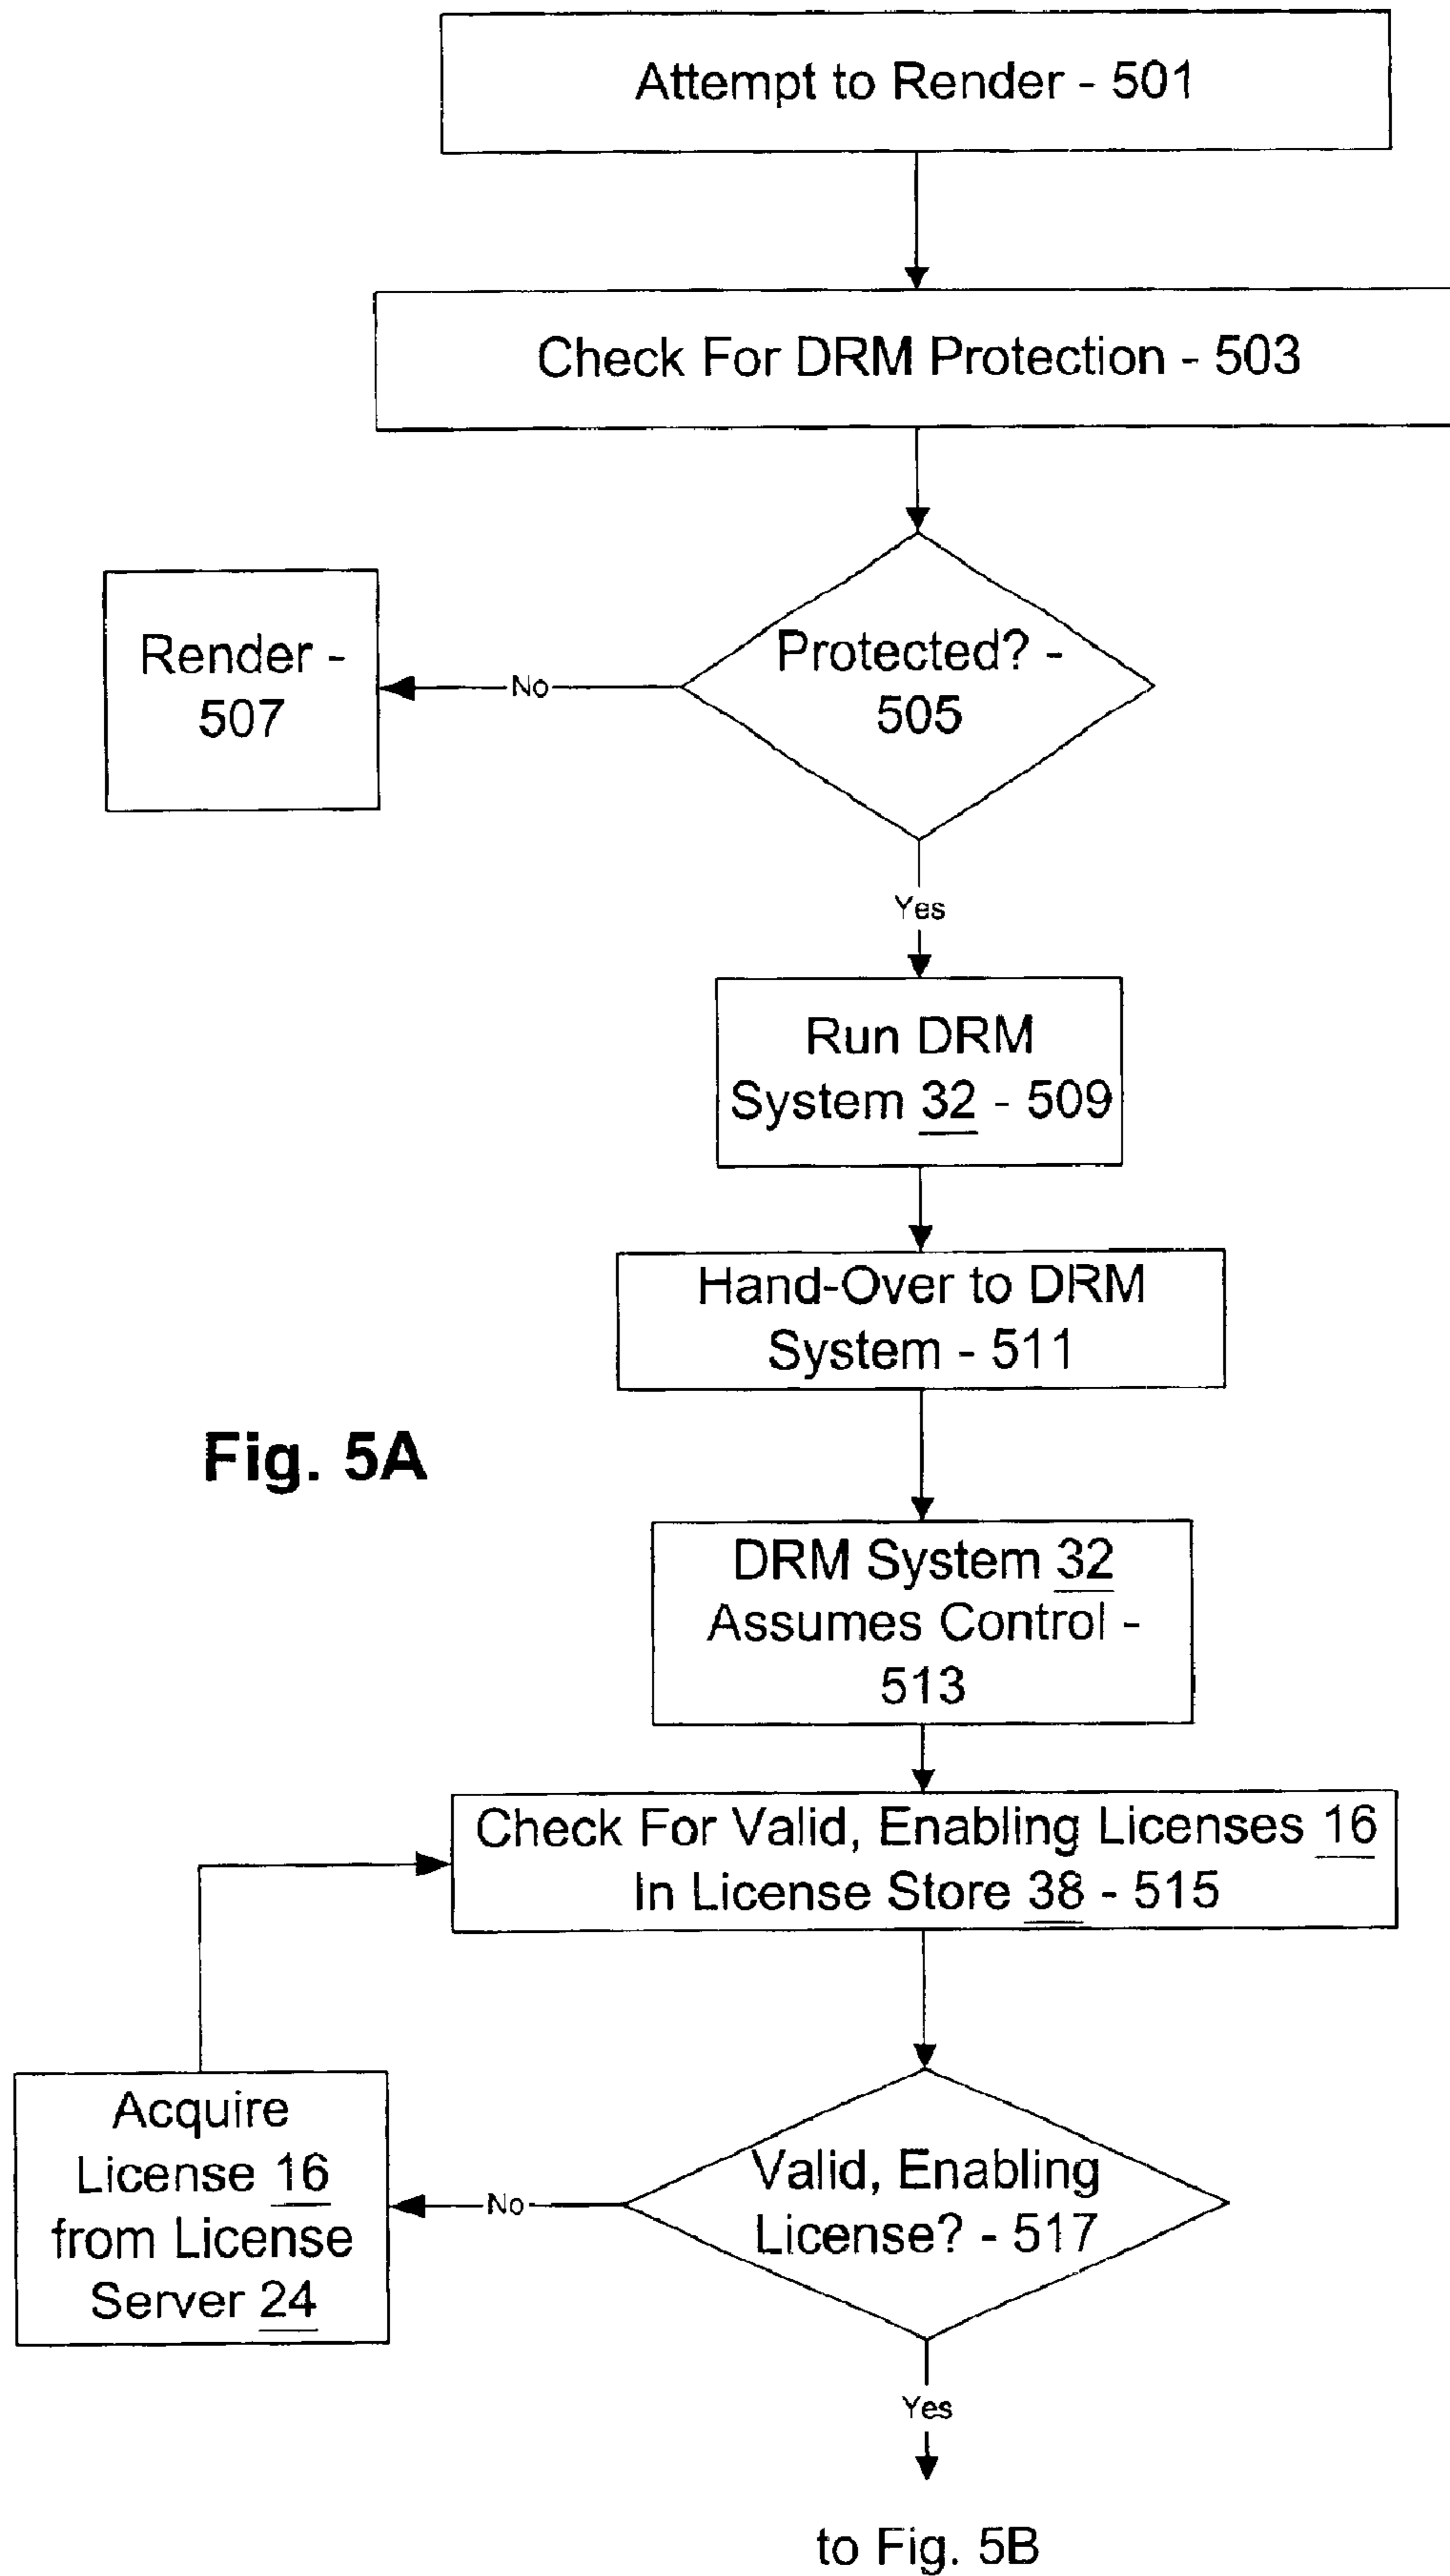 Attempt to Render - 501
Check For DRM Protection - 503
Protected? -
505
No
Render -
507
Yes
Run DRM
System 32 - 509
Hand-Over to DRM
System - 511
Fig. 5A
DRM System 32
Assumes Control -
513
Check For Valid, Enabling Licenses 16
In License Store 38 - 515
Valid, Enabling
License? - 517
No
Acquire
License 16
from License
Server 24
Yes
to Fig. 5B